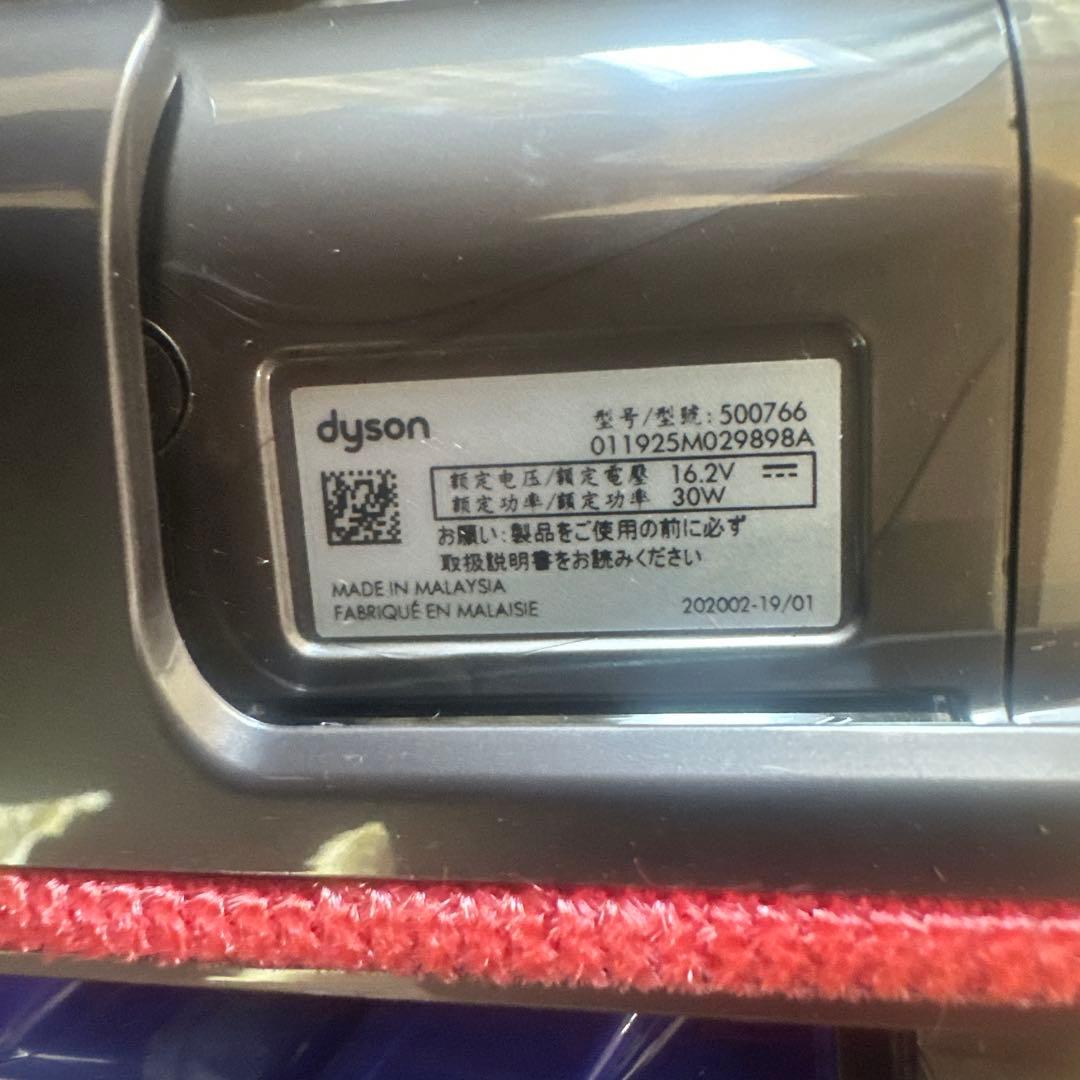 dyson
型号/型號: 500766
011925M029898A
额定电压/額定電壓 16.2V
额定功率/額定功率 30W
お願い:製品をご使用の前に必ず
取扱説明書をお読みください
MADE IN MALAYSIA
FABRIQUÉ EN MALAISIE
202002-19/01